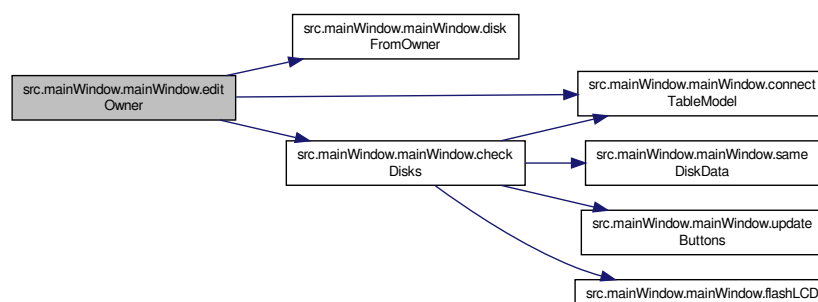 src.mainWindow.mainWindow.edit
Owner
src.mainWindow.mainWindow.disk
FromOwner
src.mainWindow.mainWindow.connect
TableModel
src.mainWindow.mainWindow.check
Disks
src.mainWindow.mainWindow.same
DiskData
src.mainWindow.mainWindow.update
Buttons
src.mainWindow.mainWindow.flashLCD